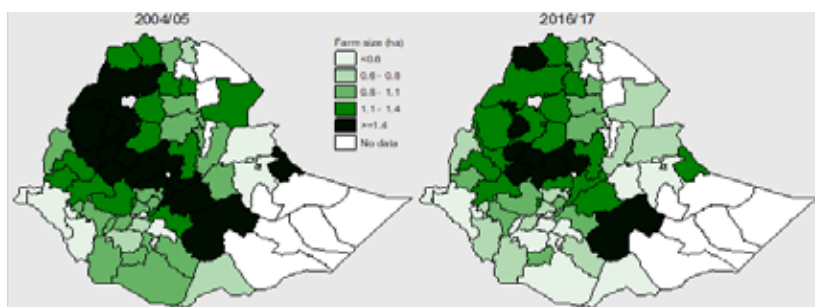 2004/05
2016/17
Farm size (ha)
<0.6
0.6 - 0.8
0.8 - 1.1
1.1 - 1.4
>=1.4
No data